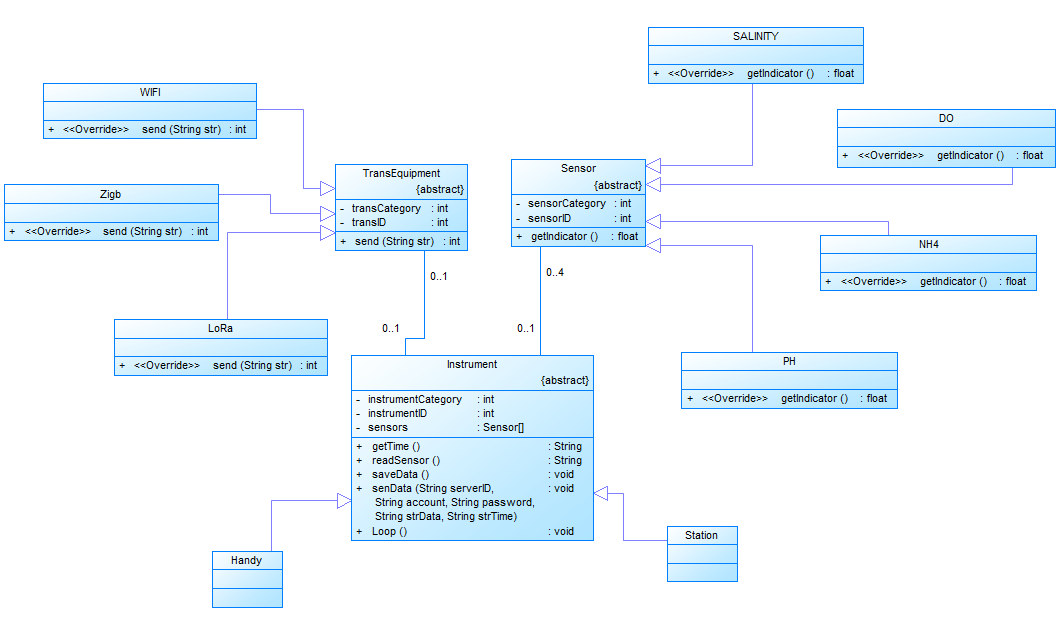 SALINITY
+ <<Override>> getIndicator () : float
WIFI
+ <<Override>> send (String str) : int
DO
+ <<Override>> getIndicator () : float
TransEquipment
{abstract}
- transCategory : int
- transID : int
+ send (String str) : int
Sensor
{abstract}
- sensorCategory : int
- sensorID : int
+ getIndicator () : float
Zigb
+ <<Override>> send (String str) : int
NH4
+ <<Override>> getIndicator () : float
0..1
0..4
0..1
0..1
LoRa
+ <<Override>> send (String str) : int
Instrument
{abstract}
- instrumentCategory : int
- instrumentID : int
- sensors : Sensor[]
+ getTime () : String
+ readSensor () : String
+ saveData () : void
+ senData (String serverID, : void
String account, String password,
String strData, String strTime)
+ Loop () : void
PH
+ <<Override>> getIndicator () : float
Handy
Station